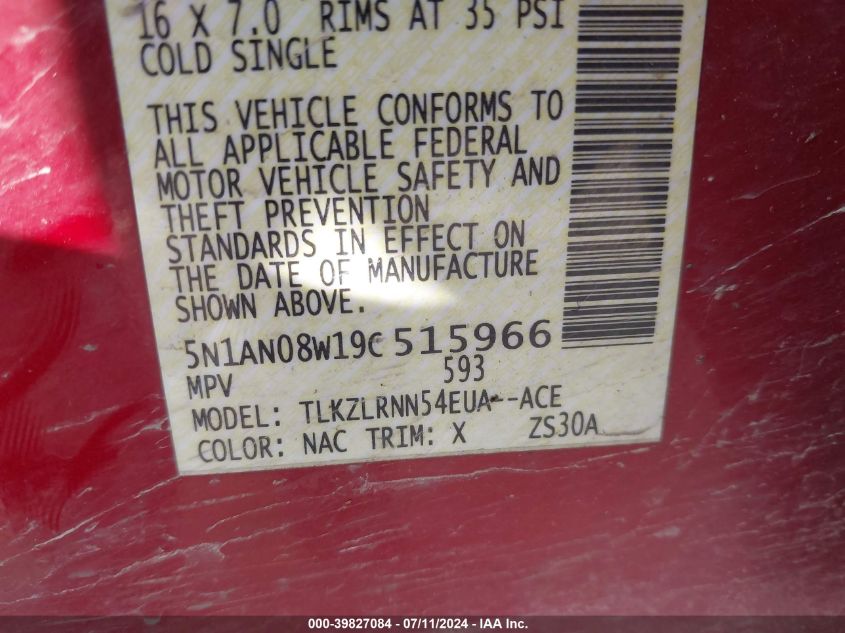 16 X 7.0 RIMS AT 35 PSI
COLD SINGLE
THIS VEHICLE CONFORMS TO
ALL APPLICABLE FEDERAL
MOTOR VEHICLE SAFETY AND
THEFT PREVENTION
STANDARDS IN EFFECT ON
THE DATE OF MANUFACTURE
SHOWN ABOVE.
5N1AN08W19C515966
MPV 593
MODEL: TLKZLRNN54EUA--ACE
COLOR: NAC TRIM: X ZS30A
000-39827084 - 07/11/2024 - IAA Inc.